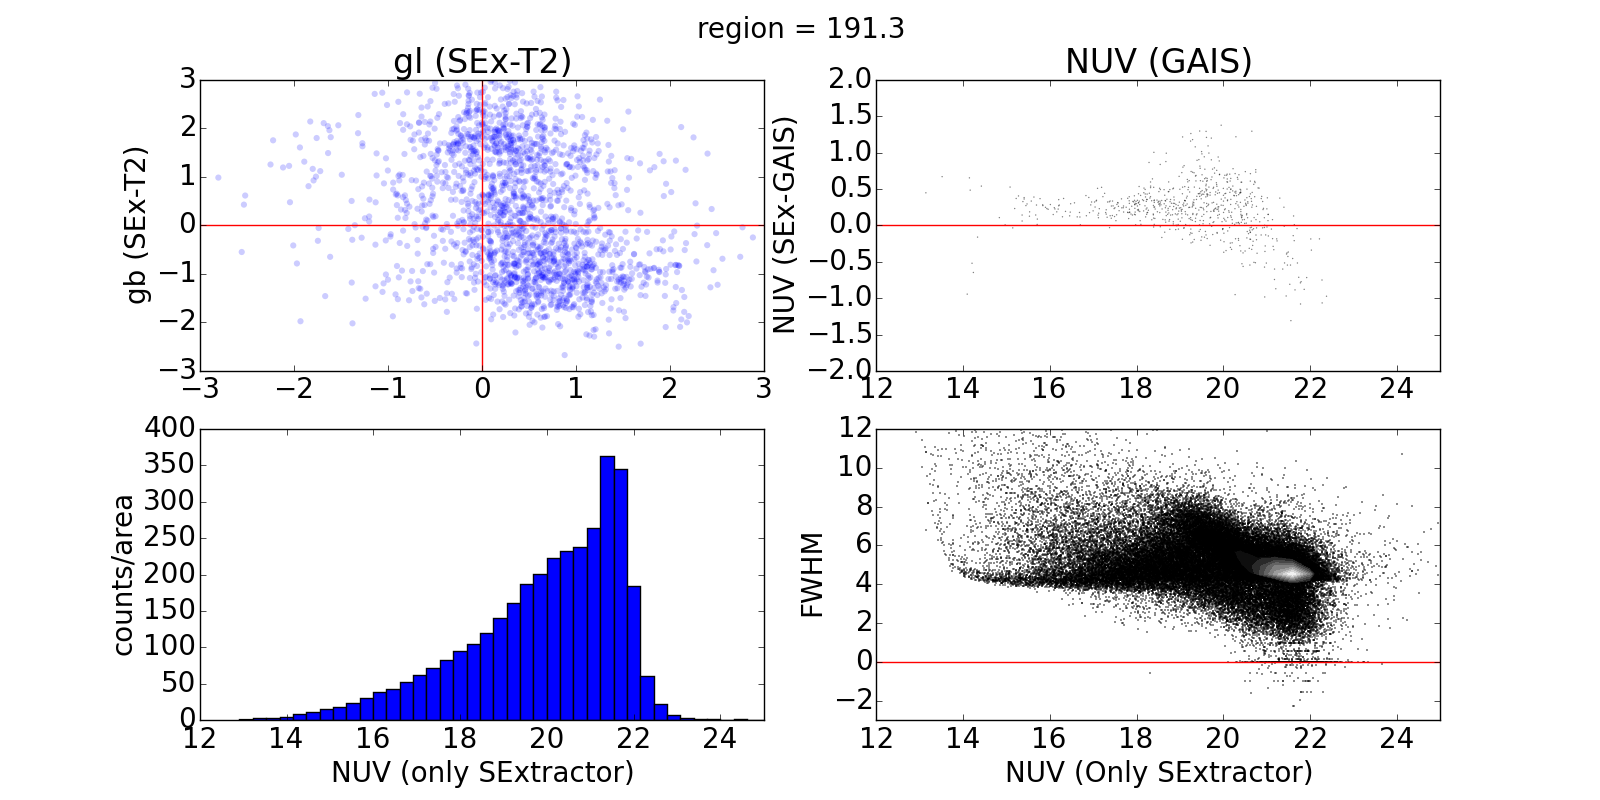 region = 191.3
gl (SEx-T2)
NUV (GAIS)
gb (SEx-T2)
3
2
1
0
−1
−2
−3
−3 −2 −1 0 1 2 3
NUV (SEx-GAIS)
2.0
1.5
1.0
0.5
0.0
−0.5
−1.0
−1.5
−2.0
12 14 16 18 20 22 24
counts/area
400
350
300
250
200
150
100
50
0
12 14 16 18 20 22 24
NUV (only SExtractor)
FWHM
12
10
8
6
4
2
0
−2
12 14 16 18 20 22 24
NUV (Only SExtractor)